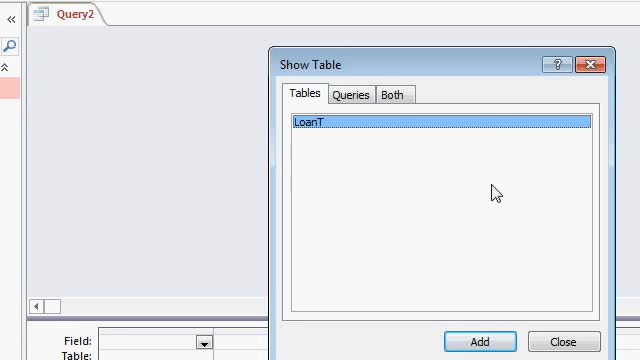 Query2
Show Table
Tables Queries Both
LoanT
Add Close
Field:
Table: